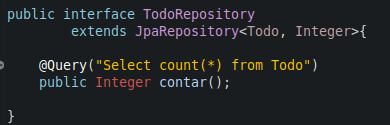 public interface TodoRepository
extends JpaRepository<Todo, Integer>{
@Query("Select count(*) from Todo")
public Integer contar();
}